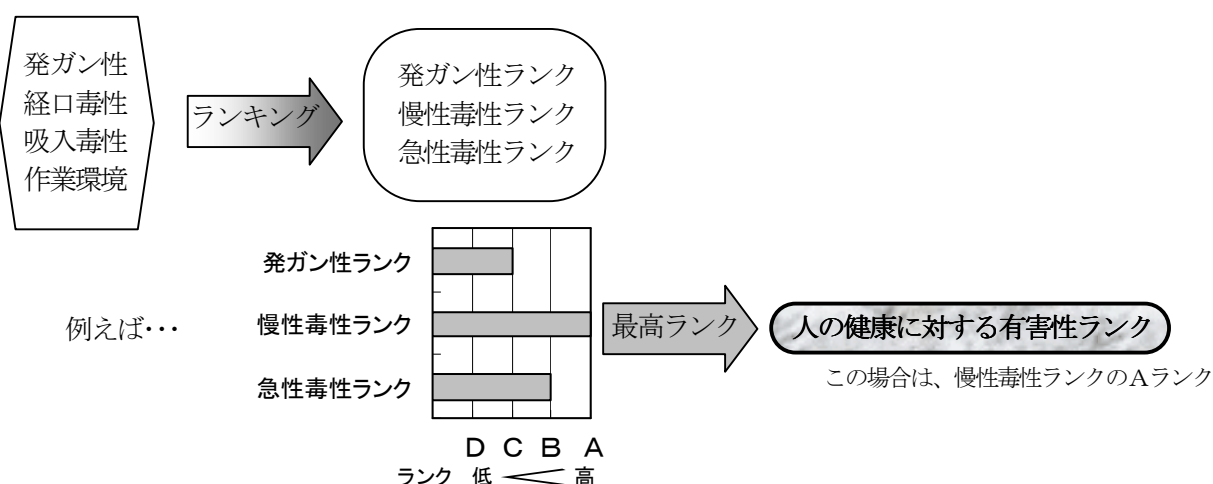 発ガン性
経口毒性
吸入毒性
作業環境
ランキング
発ガン性ランク
慢性毒性ランク
急性毒性ランク
例えば･･･
発ガン性ランク
慢性毒性ランク
急性毒性ランク
D C B A
ランク 低 高
最高ランク
人の健康に対する有害性ランク
この場合は、慢性毒性ランクのAランク